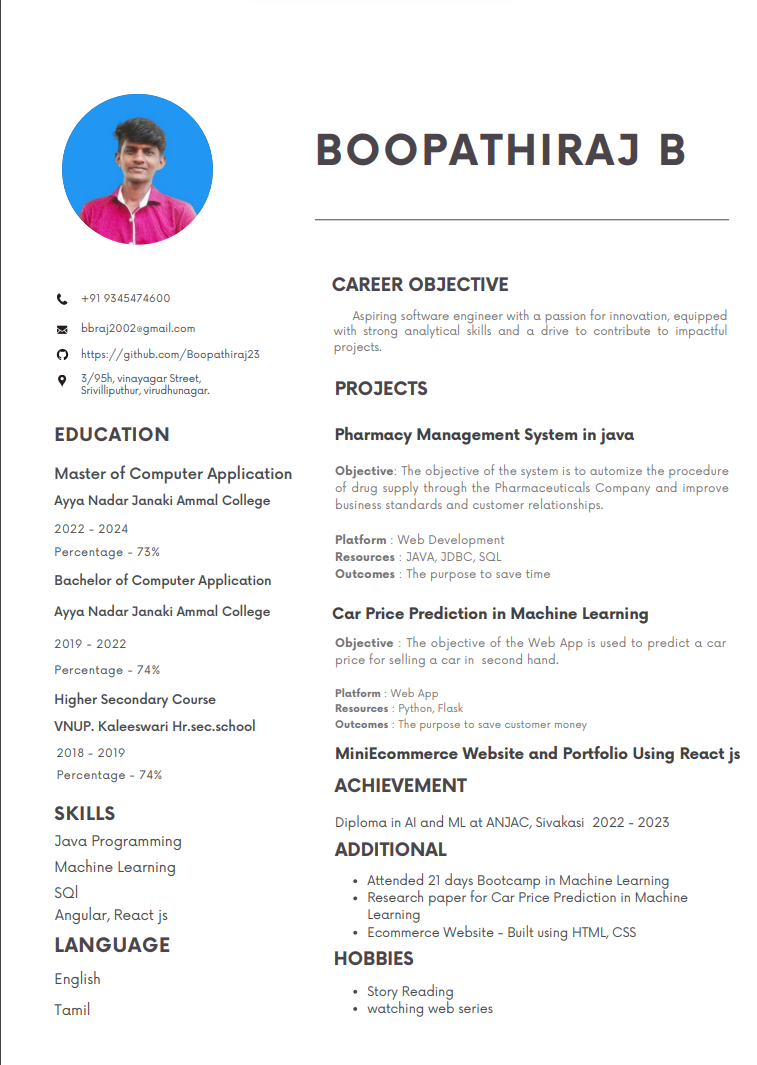 BOOPATHIRAJ B
+91 9345474600
bbraj2002@gmail.com
https://github.com/Boopathiraj23
3/95h, vinayagar Street,
Srivilliputhur, virudhunagar.
EDUCATION
Master of Computer Application
Ayya Nadar Janaki Ammal College
2022 - 2024
Percentage - 73%
Bachelor of Computer Application
Ayya Nadar Janaki Ammal College
2019 - 2022
Percentage - 74%
Higher Secondary Course
VNUP. Kaleeswari Hr.sec.school
2018 - 2019
Percentage - 74%
SKILLS
Java Programming
Machine Learning
SQl
Angular, React js
LANGUAGE
English
Tamil
CAREER OBJECTIVE
Aspiring software engineer with a passion for innovation, equipped
with strong analytical skills and a drive to contribute to impactful
projects.
PROJECTS
Pharmacy Management System in java
Objective: The objective of the system is to automize the procedure
of drug supply through the Pharmaceuticals Company and improve
business standards and customer relationships.
Platform : Web Development
Resources : JAVA, JDBC, SQL
Outcomes : The purpose to save time
Car Price Prediction in Machine Learning
Objective : The objective of the Web App is used to predict a car
price for selling a car in second hand.
Platform : Web App
Resources : Python, Flask
Outcomes : The purpose to save customer money
MiniEcommerce Website and Portfolio Using React js
ACHIEVEMENT
Diploma in AI and ML at ANJAC, Sivakasi 2022 - 2023
ADDITIONAL
• Attended 21 days Bootcamp in Machine Learning
• Research paper for Car Price Prediction in Machine
Learning
• Ecommerce Website - Built using HTML, CSS
HOBBIES
• Story Reading
• watching web series